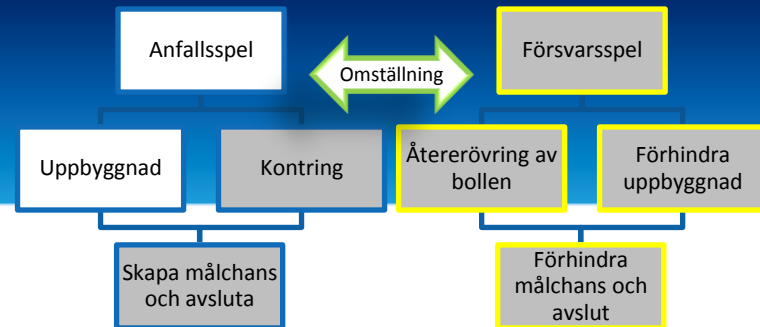 Anfallsspel
Omställning
Försvarsspel
Uppbyggnad
Kontring
Återerövring av
bollen
Förhindra
uppbyggnad
Skapa målchans
och avsluta
Förhindra
målchans och
avslut